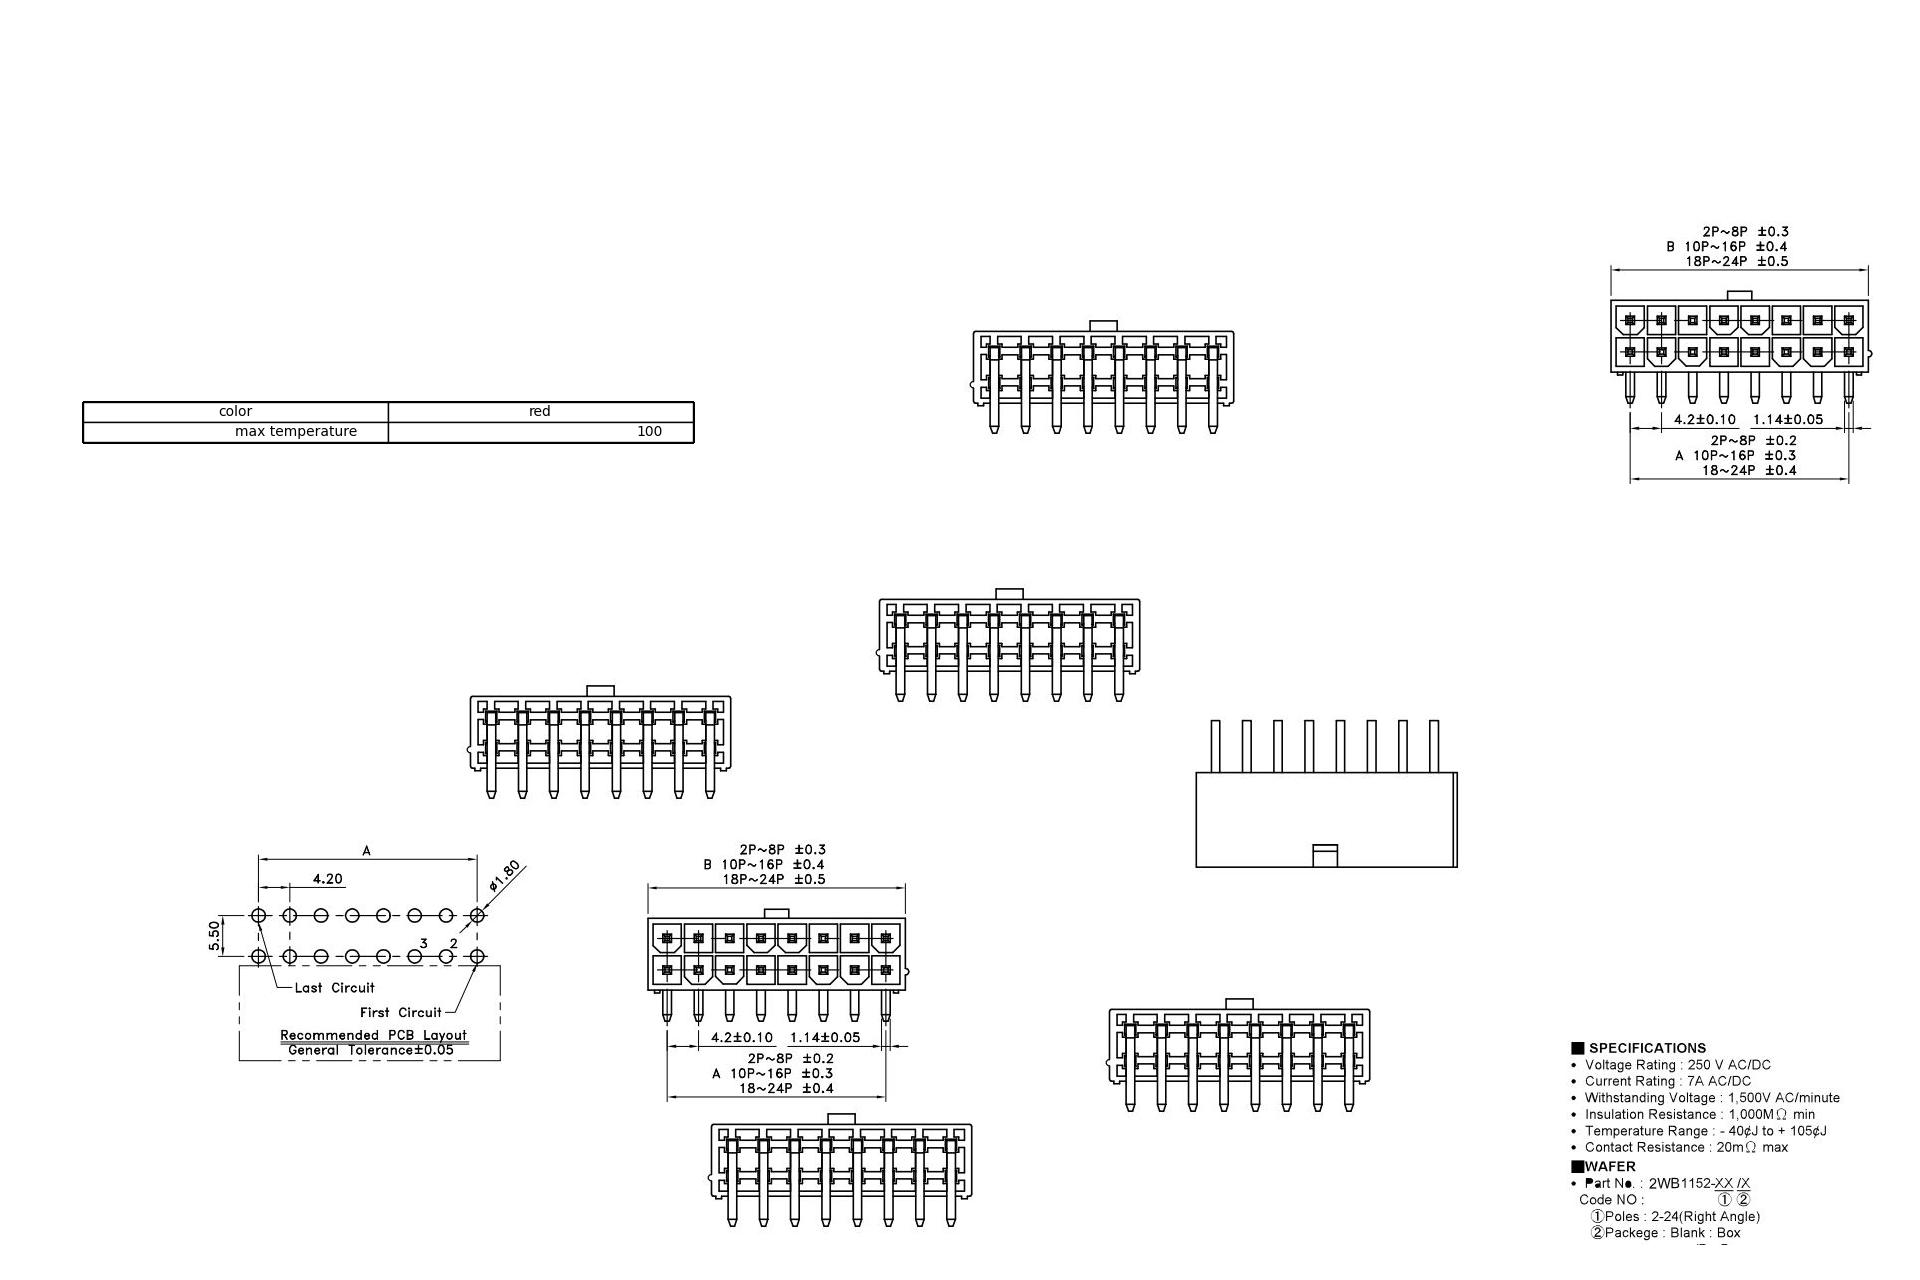 2P~8P ±0.3
B 10P~16P ±0.4
18P~24P ±0.5
4.2±0.10 1.14±0.05
2P~8P ±0.2
A 10P~16P ±0.3
18~24P ±0.4
color red
max temperature 100
A
4.20
ø1.80
5.50
3 2
Last Circuit
First Circuit
Recommended PCB Layout
General Tolerance±0.05
2P~8P ±0.3
B 10P~16P ±0.4
18P~24P ±0.5
4.2±0.10 1.14±0.05
2P~8P ±0.2
A 10P~16P ±0.3
18~24P ±0.4
■ SPECIFICATIONS
• Voltage Rating : 250 V AC/DC
• Current Rating : 7A AC/DC
• Withstanding Voltage : 1,500V AC/minute
• Insulation Resistance : 1,000MΩ min
• Temperature Range : - 40¢J to + 105¢J
• Contact Resistance : 20mΩ max
■WAFER
• Part No. : 2WB1152-XX /X
Code NO : ① ②
①Poles : 2-24(Right Angle)
②Packege : Blank : Box